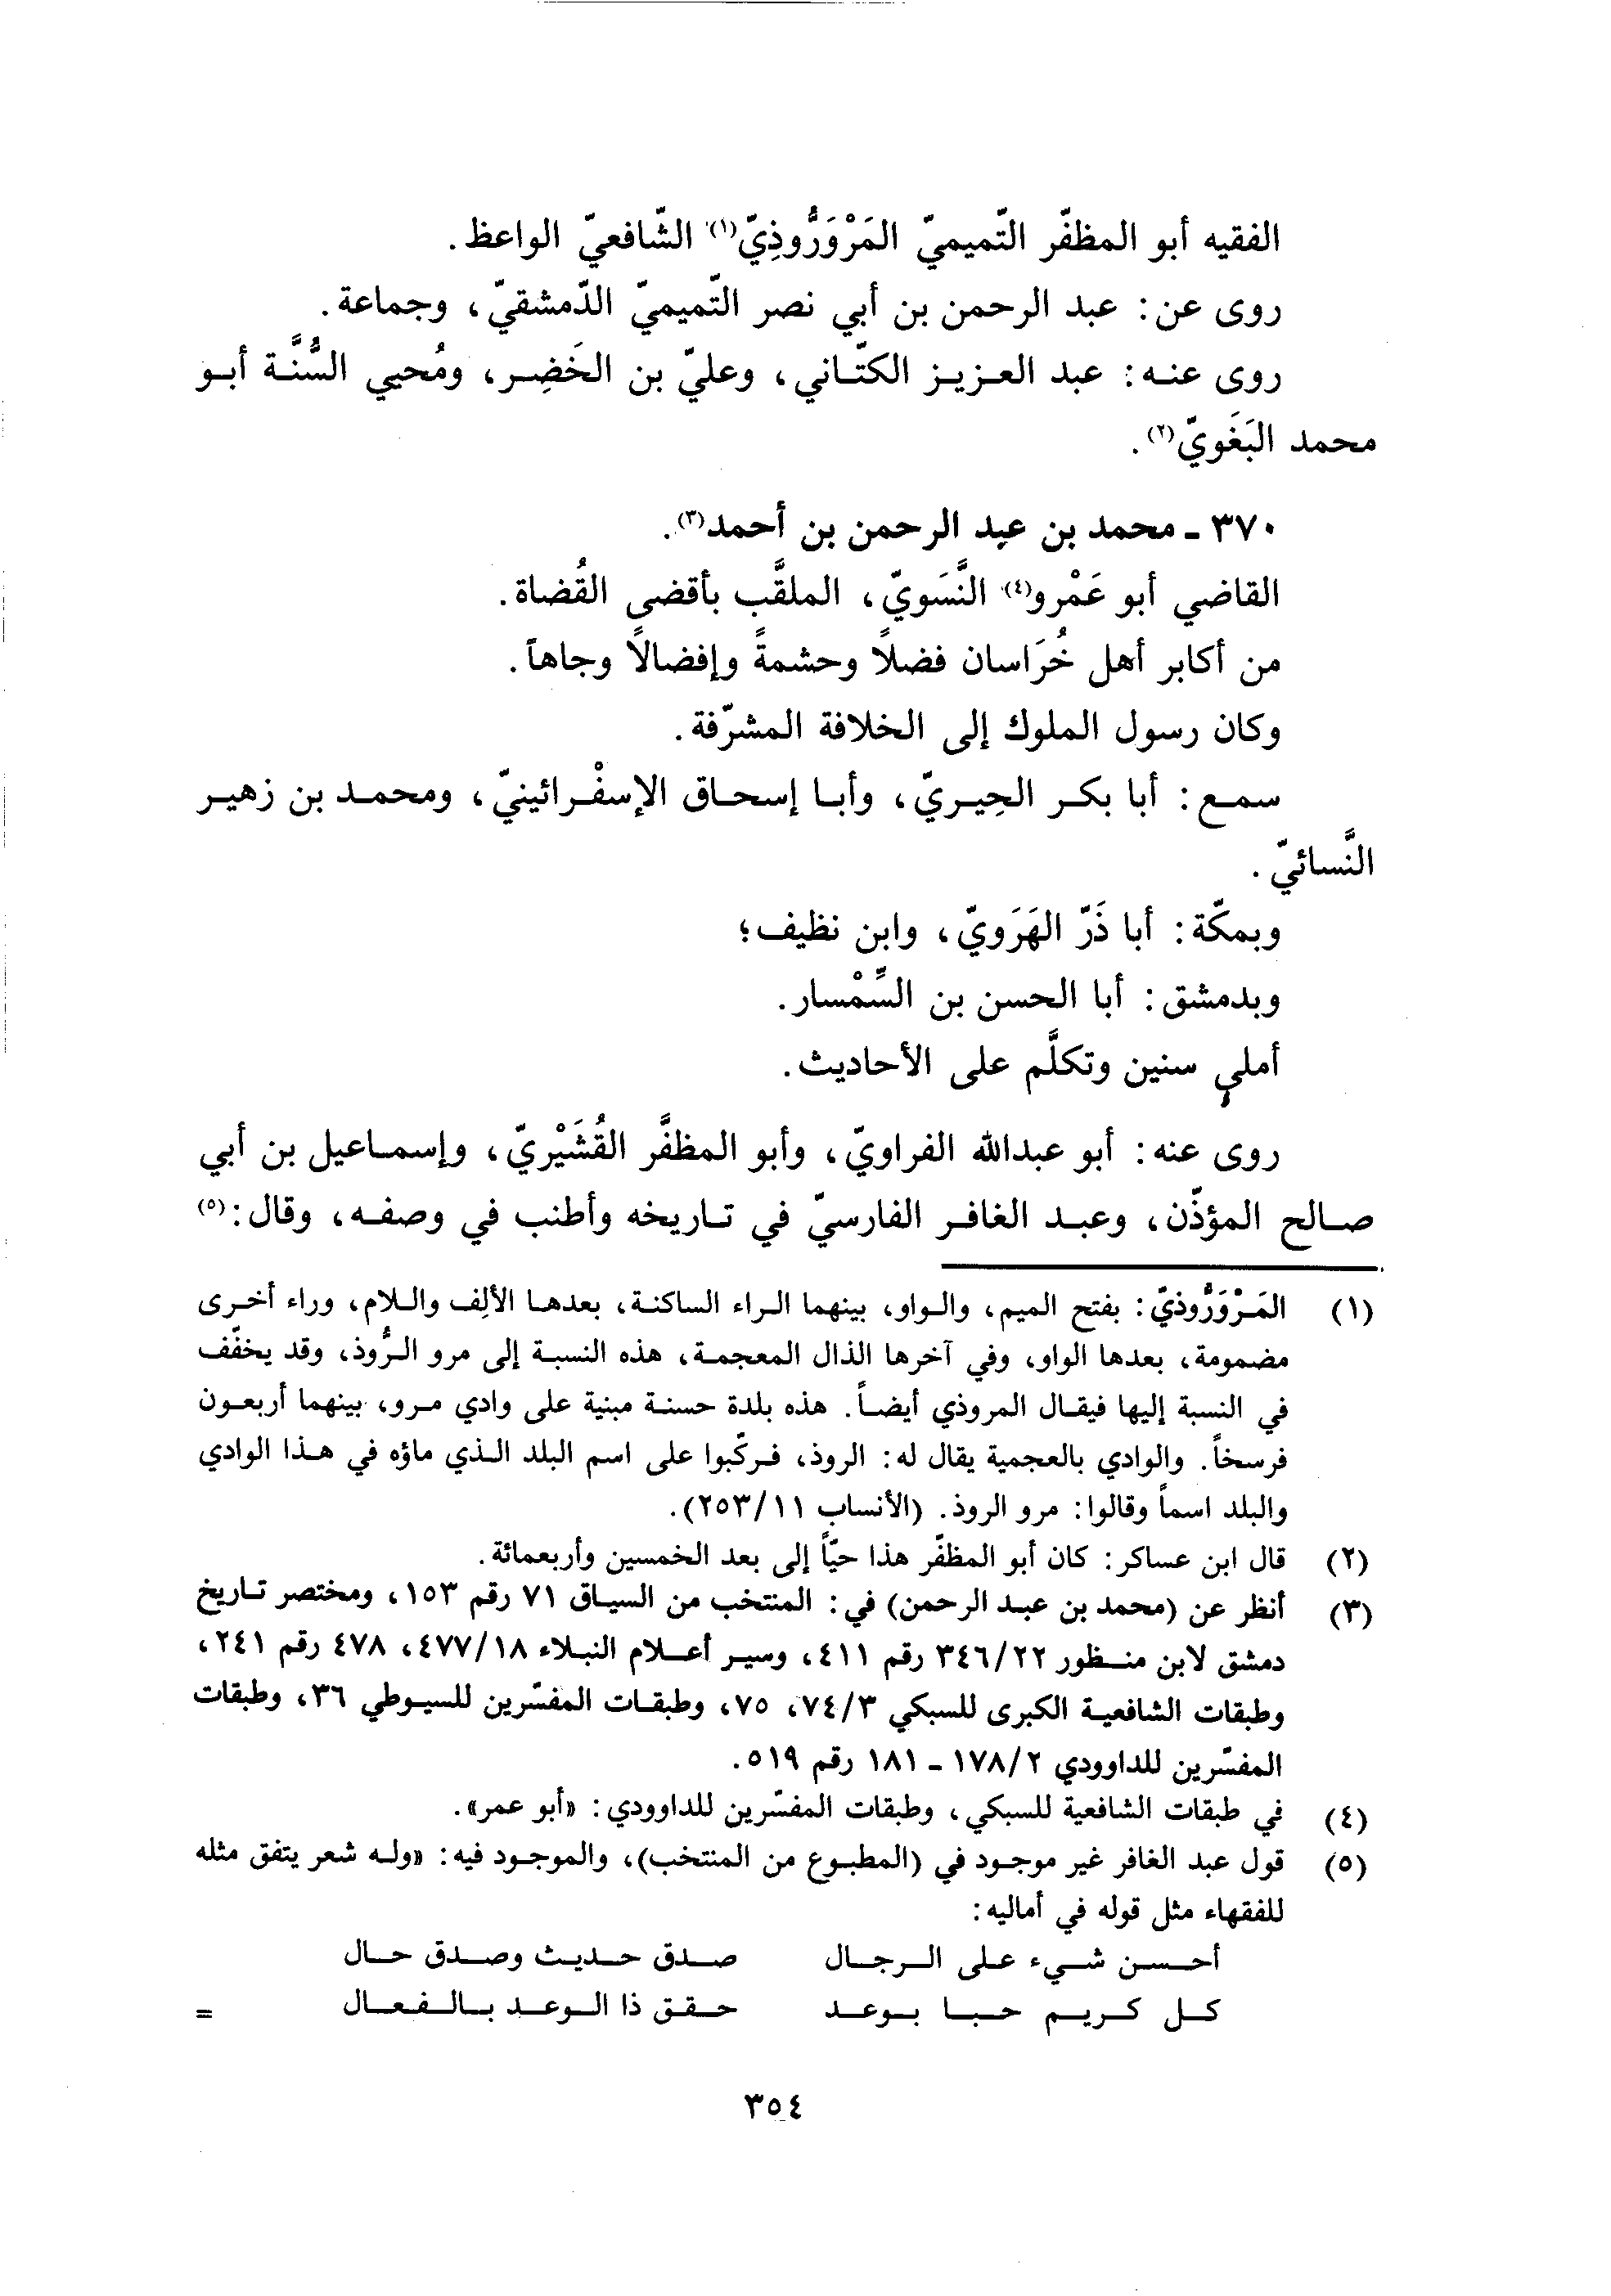 الفقيه أبو المظفّر التّميميّ المَرْوَرُّوذِيّ(١) الشّافعيّ الواعظ.
روى عن: عبد الرحمن بن أبي نصر التّميميّ الدّمشقيّ، وجماعة.
روى عنه: عبد العزيز الكتّاني، وعليّ بن الخَضِر، ومُحيي السُّنَّة أبو
محمد البَغَويّ(٢).
٣٧٠ - محمد بن عبد الرحمن بن أحمد(٣).
القاضي أبو عَمْرو(٤) النَّسَويّ، الملقَّب بأقضى القُضاة.
من أكابر أهل خُرَاسان فضلاً وحشمةً وإفضالاً وجاهاً.
وكان رسول الملوك إلى الخلافة المشرّفة.
سمع: أبا بكر الحِيريّ، وأبا إسحاق الإسفْرائينيّ، ومحمد بن زهير
النَّسائيّ.
وبمكّة: أبا ذَرّ الهَرَويّ، وابن نظيف؛
وبدمشق: أبا الحسن بن السِّمْسار.
أملى سنين وتكلَّم على الأحاديث.
روى عنه: أبو عبدالله الفراويّ، وأبو المظفَّر القُشَيْريّ، وإسماعيل بن أبي
صالح المؤذّن، وعبد الغافر الفارسيّ في تاريخه وأطنب في وصفه، وقال:(٥)
(١) المَرْوَرُّوذيّ: بفتح الميم، والواو، بينهما الراء الساكنة، بعدها الألِف واللام، وراء أخرى
مضمومة، بعدها الواو، وفي آخرها الذال المعجمة، هذه النسبة إلى مرو الرُّوذ، وقد يخفّف
في النسبة إليها فيقال المروذي أيضاً. هذه بلدة حسنة مبنية على وادي مرو، بينهما أربعون
فرسخاً. والوادي بالعجمية يقال له: الروذ، فركّبوا على اسم البلد الذي ماؤه في هذا الوادي
والبلد اسماً وقالوا: مرو الروذ. (الأنساب ١١/٢٥٣).
(٢) قال ابن عساكر: كان أبو المظفّر هذا حيّاً إلى بعد الخمسين وأربعمائة.
(٣) أنظر عن (محمد بن عبد الرحمن) في: المنتخب من السياق ٧١ رقم ١٥٣، ومختصر تاريخ
دمشق لابن منظور ٢٢/٣٤٦ رقم ٤١١، وسير أعلام النبلاء ١٨/٤٧٧، ٤٧٨ رقم ٢٤١،
وطبقات الشافعية الكبرى للسبكي ٣/٧٤، ٧٥، وطبقات المفسّرين للسيوطي ٣٦، وطبقات
المفسّرين للداوودي ٢/١٧٨ - ١٨١ رقم ٥١٩.
(٤) في طبقات الشافعية للسبكي، وطبقات المفسّرين للداوودي: «أبو عمر».
(٥) قول عبد الغافر غير موجود في (المطبوع من المنتخب)، والموجود فيه: «وله شعر يتفق مثله
للفقهاء مثل قوله في أماليه:
أحسن شيء على الرجال صدق حديث وصدق حال
كل كريم حبا بوعد حقق ذا الوعد بالفعال =
٣٥٤